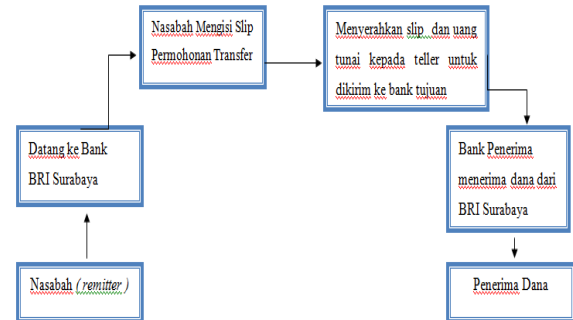 Nasabah Mengisi Slip
Permohonan Transfer
Menyerahkan slip dan uang
tunai kepada teller untuk
dikirim ke bank tujuan
Datang ke Bank
BRI Surabaya
Bank Penerima
menerima dana dari
BRI Surabaya
Nasabah ( remitter )
Penerima Dana